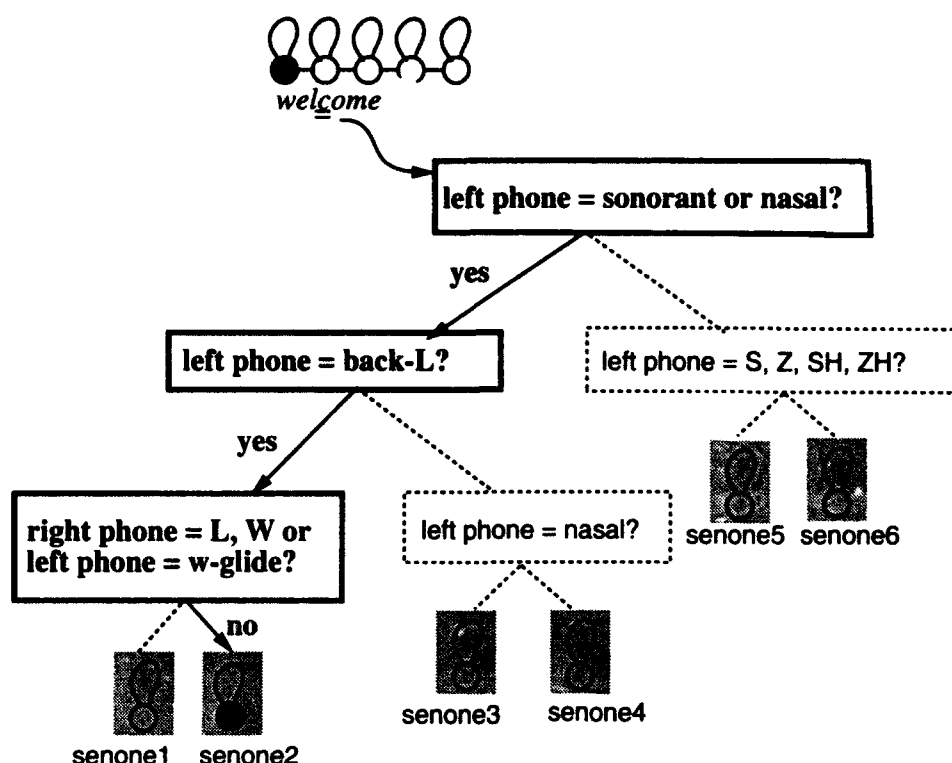 welcome
left phone = sonorant or nasal?
yes
left phone = back-L?
left phone = S, Z, SH, ZH?
yes
right phone = L, W or
left phone = w-glide?
left phone = nasal?
senone5 senone6
no
senone3 senone4
senone1 senone2